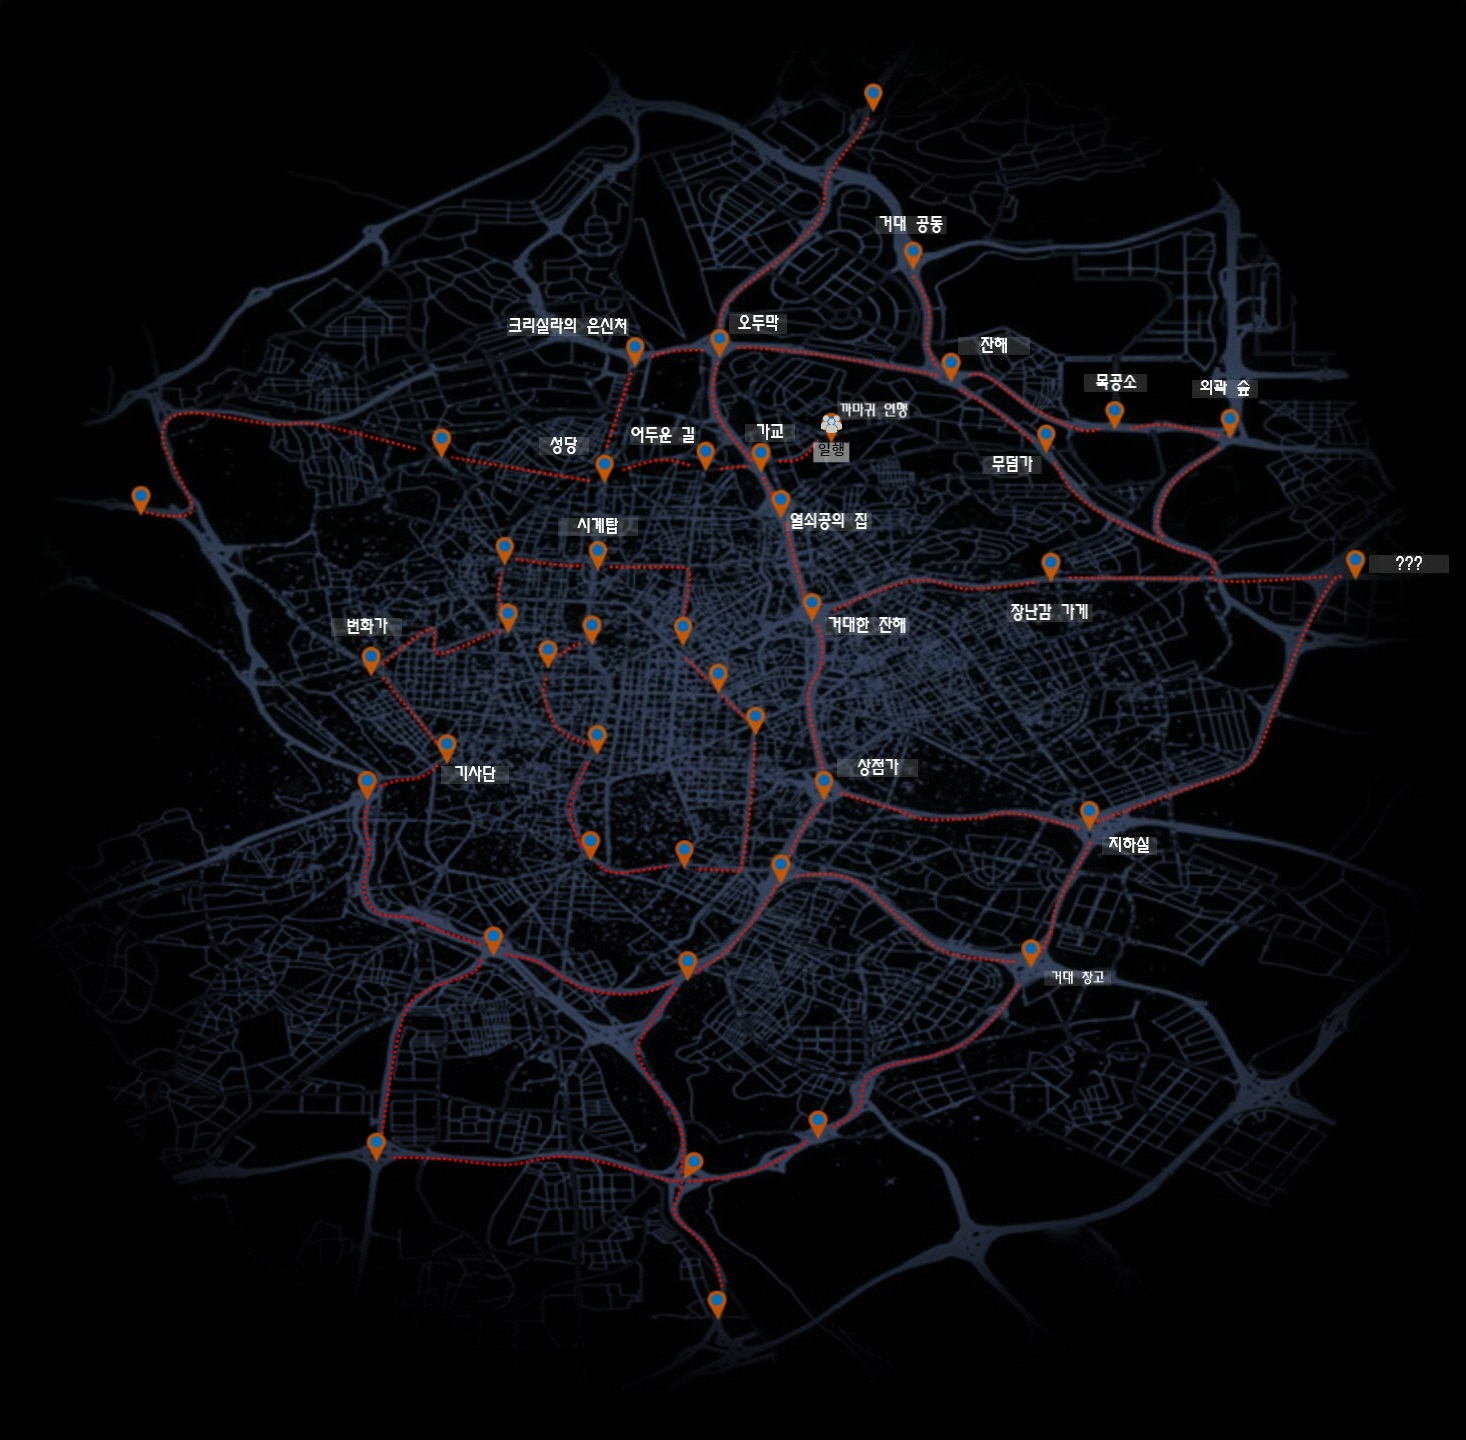 거대 공동
크리실라의 은신처
오두막
잔해
목공소
외곽 숲
까마귀 연맹
일행
성당
어두운 길
가교
무덤가
시계탑
열쇠공의 집
???
장난감 가게
번화가
거대한 잔해
상점가
기사단
지하실
거대 창고